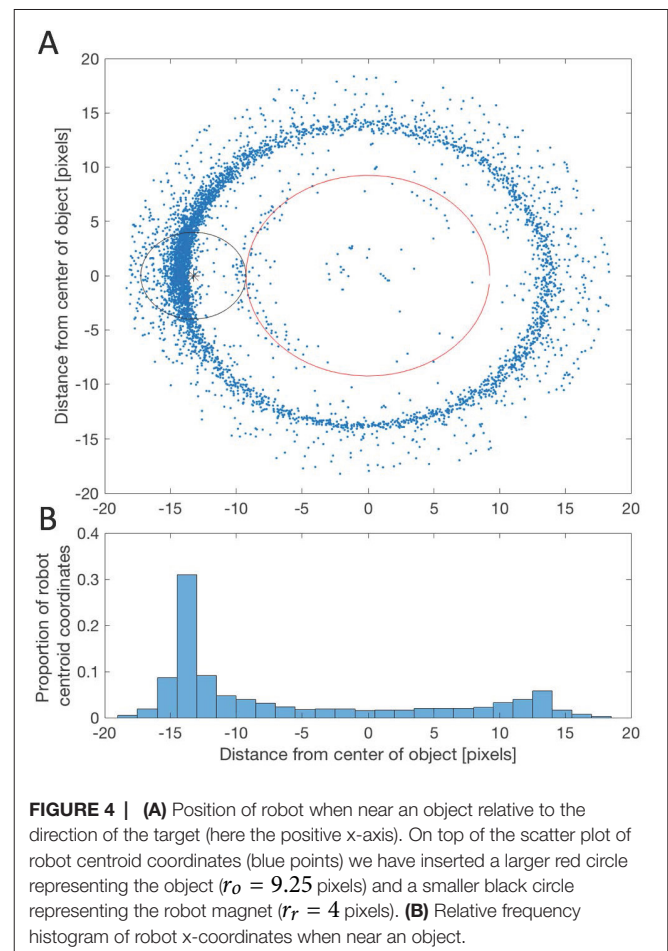 A
20
15
10
5
0
-5
-10
-15
-20
Distance from center of object [pixels]
-20 -15 -10 -5 0 5 10 15 20
B
0.4
0.3
0.2
0.1
0
Proportion of robot
centroid coordinates
-20 -15 -10 -5 0 5 10 15 20
Distance from center of object [pixels]
FIGURE 4 | (A) Position of robot when near an object relative to the
direction of the target (here the positive x-axis). On top of the scatter plot of
robot centroid coordinates (blue points) we have inserted a larger red circle
representing the object (r_o = 9.25 pixels) and a smaller black circle
representing the robot magnet (r_r = 4 pixels). (B) Relative frequency
histogram of robot x-coordinates when near an object.